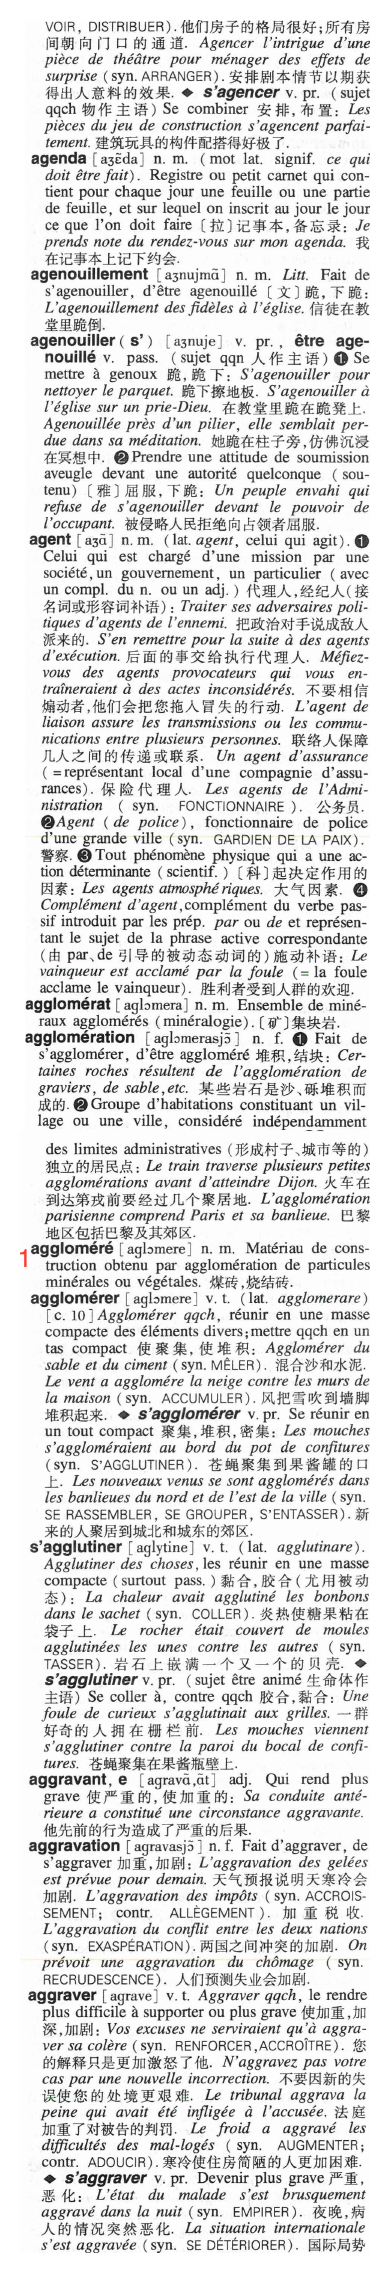 VOIR, DISTRIBUER). 他们房子的格局很好；所有房
间朝向门口的通道. Agencer l'intrigue d'une
pièce de théâtre pour ménager des effets de
surprise (syn. ARRANGER). 安排剧本情节以期获
得出人意料的效果. ◆ s'agencer v. pr. (sujet
qqch 物作主语) Se combiner 安排, 布置: Les
pièces du jeu de construction s'agencent parfai-
tement. 建筑玩具的构件配搭得好极了.
agenda [aʒɛ̃da] n. m. (mot lat. signif. ce qui
doit être fait). Registre ou petit carnet qui con-
tient pour chaque jour une feuille ou une partie
de feuille, et sur lequel on inscrit au jour le jour
ce que l'on doit faire [拉]记事本, 备忘录: Je
prends note du rendez-vous sur mon agenda. 我
在记事本上记下约会.
agenouillement [aʒnujmɑ̃] n. m. Litt. Fait de
s'agenouiller, d'être agenouillé [文]跪, 下跪:
L'agenouillement des fidèles à l'église. 信徒在教
堂里跪倒.
agenouiller (s') [aʒnuje] v. pr., être age-
nouillé v. pass. (sujet qqn 人作主语) ❶ Se
mettre à genoux 跪, 跪下: S'agenouiller pour
nettoyer le parquet. 跪下擦地板. S'agenouiller à
l'église sur un prie-Dieu. 在教堂里跪在跪凳上.
Agenouillée près d'un pilier, elle semblait per-
due dans sa méditation. 她跪在柱子旁, 仿佛沉浸
在冥想中. ❷ Prendre une attitude de soumission
aveugle devant une autorité quelconque (sou-
tenu) [雅]屈服, 下跪: Un peuple envahi qui
refuse de s'agenouiller devant le pouvoir de
l'occupant. 被侵略人民拒绝向占领者屈服.
agent [aʒɑ̃] n. m. (lat. agent, celui qui agit). ❶
Celui qui est chargé d'une mission par une
société, un gouvernement, un particulier (avec
un compl. du n. ou un adj.) 代理人, 经纪人(接
名词或形容词补语): Traiter ses adversaires poli-
tiques d'agents de l'ennemi. 把政治对手说成敌人
派来的. S'en remettre pour la suite à des agents
d'exécution. 后面的事交给执行代理人. Méfiez-
vous des agents provocateurs qui vous en-
traîneraient à des actes inconsidérés. 不要相信
煽动者, 他们会把您拖入冒失的行动. L'agent de
liaison assure les transmissions ou les commu-
nications entre plusieurs personnes. 联络人保障
几人之间的传递或联系. Un agent d'assurance
(= représentant local d'une compagnie d'assu-
rances). 保险代理人. Les agents de l'Admi-
nistration (syn. FONCTIONNAIRE). 公务员.
❷ Agent (de police), fonctionnaire de police
d'une grande ville (syn. GARDIEN DE LA PAIX).
警察. ❸ Tout phénomène physique qui a une ac-
tion déterminante (scientif.) [科]起决定作用的
因素: Les agents atmosphériques. 大气因素. ❹
Complément d'agent, complément du verbe pas-
sif introduit par les prép. par ou de et représen-
tant le sujet de la phrase active correspondante
(由 par、de 引导的被动态动词的)施动补语: Le
vainqueur est acclamé par la foule (= la foule
acclame le vainqueur). 胜利者受到人群的欢迎.
agglomérat [aglɔmera] n. m. Ensemble de miné-
raux agglomérés (minéralogie). [矿]集块岩.
agglomération [aglɔmerasjɔ̃] n. f. ❶ Fait de
s'agglomérer, d'être aggloméré 堆积, 结块: Cer-
taines roches résultent de l'agglomération de
graviers, de sable, etc. 某些岩石是沙、砾堆积而
成的. ❷ Groupe d'habitations constituant un vil-
lage ou une ville, considéré indépendamment
des limites administratives (形成村子、城市等的)
独立的居民点: Le train traverse plusieurs petites
agglomérations avant d'atteindre Dijon. 火车在
到达第戎前要经过几个聚居地. L'agglomération
parisienne comprend Paris et sa banlieue. 巴黎
地区包括巴黎及其郊区.
1 aggloméré [aglɔmere] n. m. Matériau de cons-
truction obtenu par agglomération de particules
minérales ou végétales. 煤砖, 烧结砖.
agglomérer [aglɔmere] v. t. (lat. agglomerare)
[c. 10] Agglomérer qqch, réunir en une masse
compacte des éléments divers; mettre qqch en un
tas compact 使聚集, 使堆积: Agglomérer du
sable et du ciment (syn. MÊLER). 混合沙和水泥.
Le vent a aggloméré la neige contre les murs de
la maison (syn. ACCUMULER). 风把雪吹到墙脚
堆积起来. ◆ s'agglomérer v. pr. Se réunir en
un tout compact 聚集, 堆积, 密集: Les mouches
s'aggloméraient au bord du pot de confitures
(syn. S'AGGLUTINER). 苍蝇聚集到果酱罐的口
上. Les nouveaux venus se sont agglomérés dans
les banlieues du nord et de l'est de la ville (syn.
SE RASSEMBLER, SE GROUPER, S'ENTASSER). 新
来的人聚居到城北和城东的郊区.
s'agglutiner [aglytine] v. t. (lat. agglutinare).
Agglutiner des choses, les réunir en une masse
compacte (surtout pass.) 黏合, 胶合(尤用被动
态): La chaleur avait agglutiné les bonbons
dans le sachet (syn. COLLER). 炎热使糖果粘在
袋子上. Le rocher était couvert de moules
agglutinées les unes contre les autres (syn.
TASSER). 岩石上嵌满一个又一个的贝壳. ◆
s'agglutiner v. pr. (sujet être animé 生命体作
主语) Se coller à, contre qqch 胶合, 黏合: Une
foule de curieux s'agglutinait aux grilles. 一群
好奇的人拥在栅栏前. Les mouches viennent
s'agglutiner contre la paroi du bocal de confi-
tures. 苍蝇聚集在果酱瓶壁上.
aggravant, e [agravɑ̃, ɑ̃t] adj. Qui rend plus
grave 使严重的, 使加重的: Sa conduite anté-
rieure a constitué une circonstance aggravante.
他先前的行为造成了严重的后果.
aggravation [agravasjɔ̃] n. f. Fait d'aggraver, de
s'aggraver 加重, 加剧: L'aggravation des gelées
est prévue pour demain. 天气预报说明天寒冷会
加剧. L'aggravation des impôts (syn. ACCROIS-
SEMENT; contr. ALLÈGEMENT). 加重税收.
L'aggravation du conflit entre les deux nations
(syn. EXASPÉRATION). 两国之间冲突的加剧. On
prévoit une aggravation du chômage (syn.
RECRUDESCENCE). 人们预测失业会加剧.
aggraver [agrave] v. t. Aggraver qqch, le rendre
plus difficile à supporter ou plus grave 使加重, 加
深, 加剧: Vos excuses ne serviraient qu'à aggra-
ver sa colère (syn. RENFORCER, ACCROÎTRE). 您
的解释只是更加激怒了他. N'aggravez pas votre
cas par une nouvelle incorrection. 不要因新的失
误使您的处境更艰难. Le tribunal aggrava la
peine qui avait été infligée à l'accusée. 法庭
加重了对被告的判罚. Le froid a aggravé les
difficultés des mal-logés (syn. AUGMENTER;
contr. ADOUCIR). 寒冷使住房简陋的人更加困难.
◆ s'aggraver v. pr. Devenir plus grave 严重,
恶化: L'état du malade s'est brusquement
aggravé dans la nuit (syn. EMPIRER). 夜晚, 病
人的情况突然恶化. La situation internationale
s'est aggravée (syn. SE DÉTÉRIORER). 国际局势